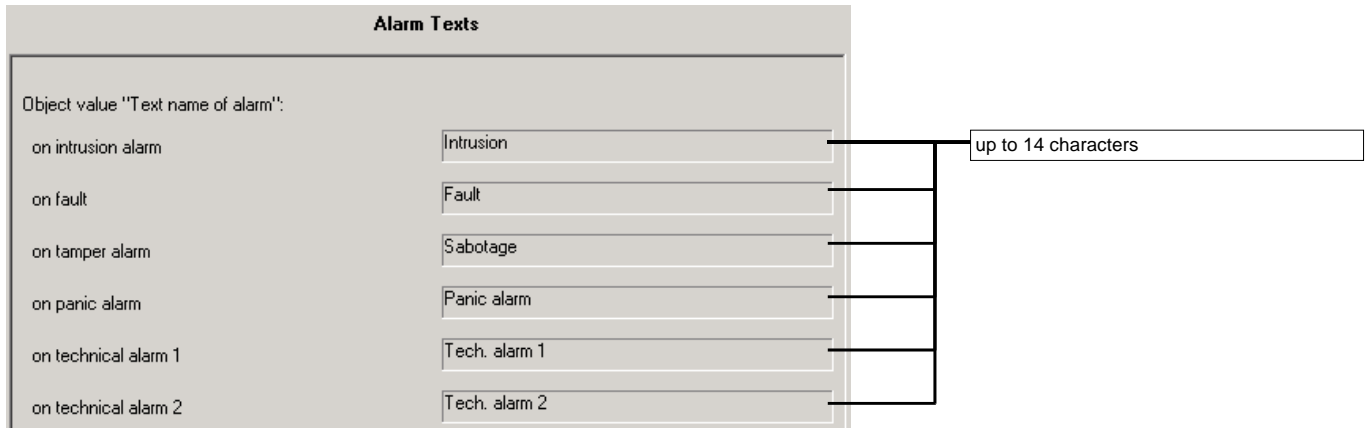 Alarm Texts
Object value "Text name of alarm":
on intrusion alarm Intrusion up to 14 characters
on fault Fault
on tamper alarm Sabotage
on panic alarm Panic alarm
on technical alarm 1 Tech. alarm 1
on technical alarm 2 Tech. alarm 2